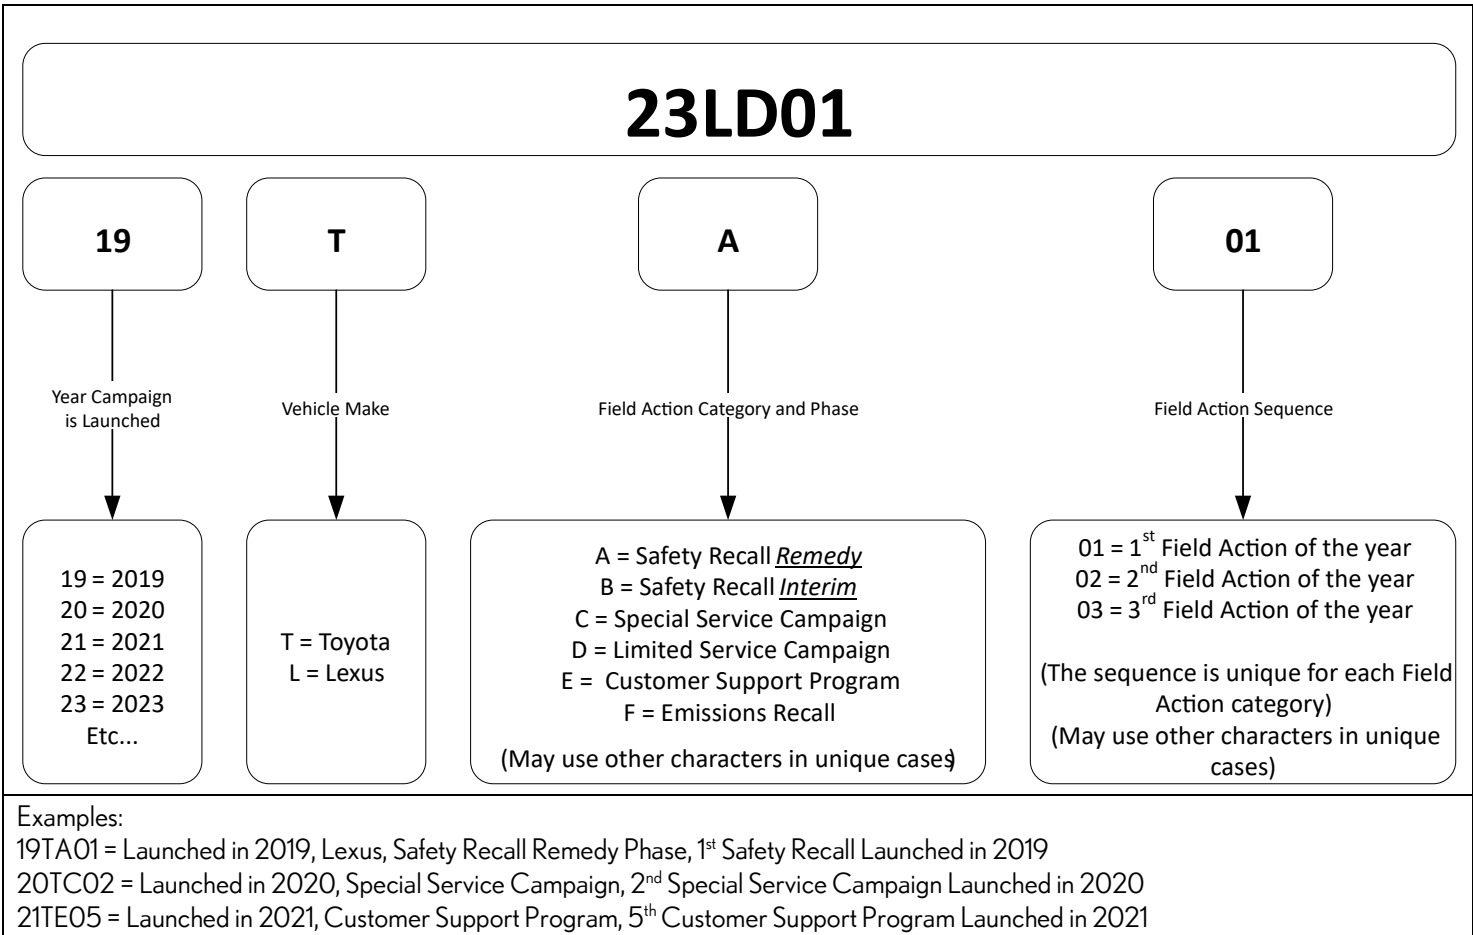 23LD01
19
T
A
01
Year Campaign
is Launched
Vehicle Make
Field Action Category and Phase
Field Action Sequence
19 = 2019
20 = 2020
21 = 2021
22 = 2022
23 = 2023
Etc...
T = Toyota
L = Lexus
A = Safety Recall Remedy
B = Safety Recall Interim
C = Special Service Campaign
D = Limited Service Campaign
E = Customer Support Program
F = Emissions Recall
(May use other characters in unique cases)
01 = 1st Field Action of the year
02 = 2nd Field Action of the year
03 = 3rd Field Action of the year
(The sequence is unique for each Field
Action category)
(May use other characters in unique
cases)
Examples:
19TA01 = Launched in 2019, Lexus, Safety Recall Remedy Phase, 1st Safety Recall Launched in 2019
20TC02 = Launched in 2020, Special Service Campaign, 2nd Special Service Campaign Launched in 2020
21TE05 = Launched in 2021, Customer Support Program, 5th Customer Support Program Launched in 2021